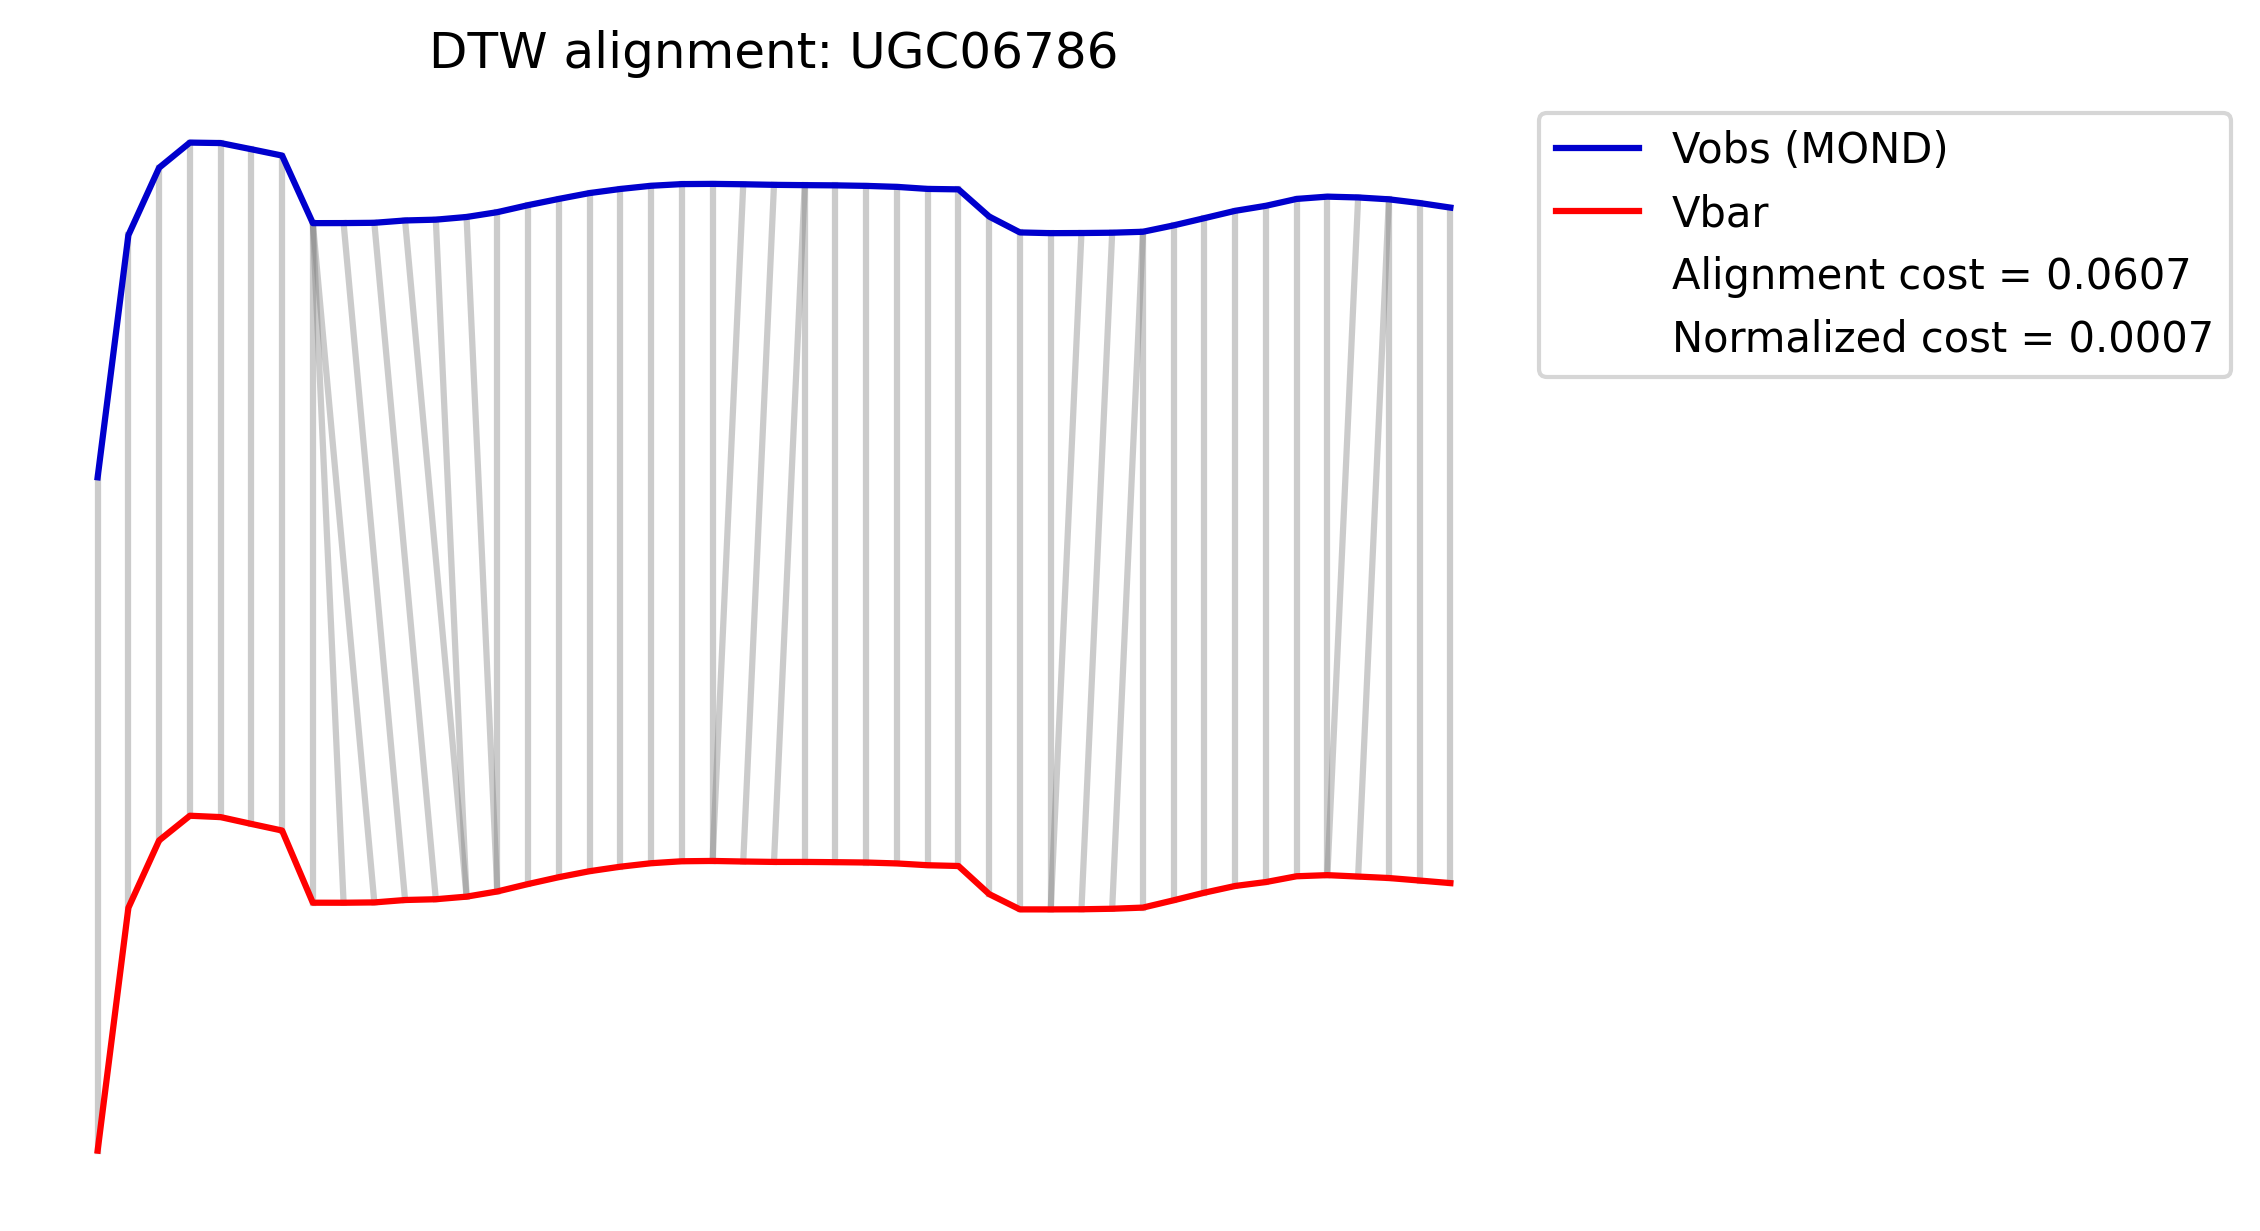 DTW alignment: UGC06786
Vobs (MOND)
Vbar
Alignment cost = 0.0607
Normalized cost = 0.0007